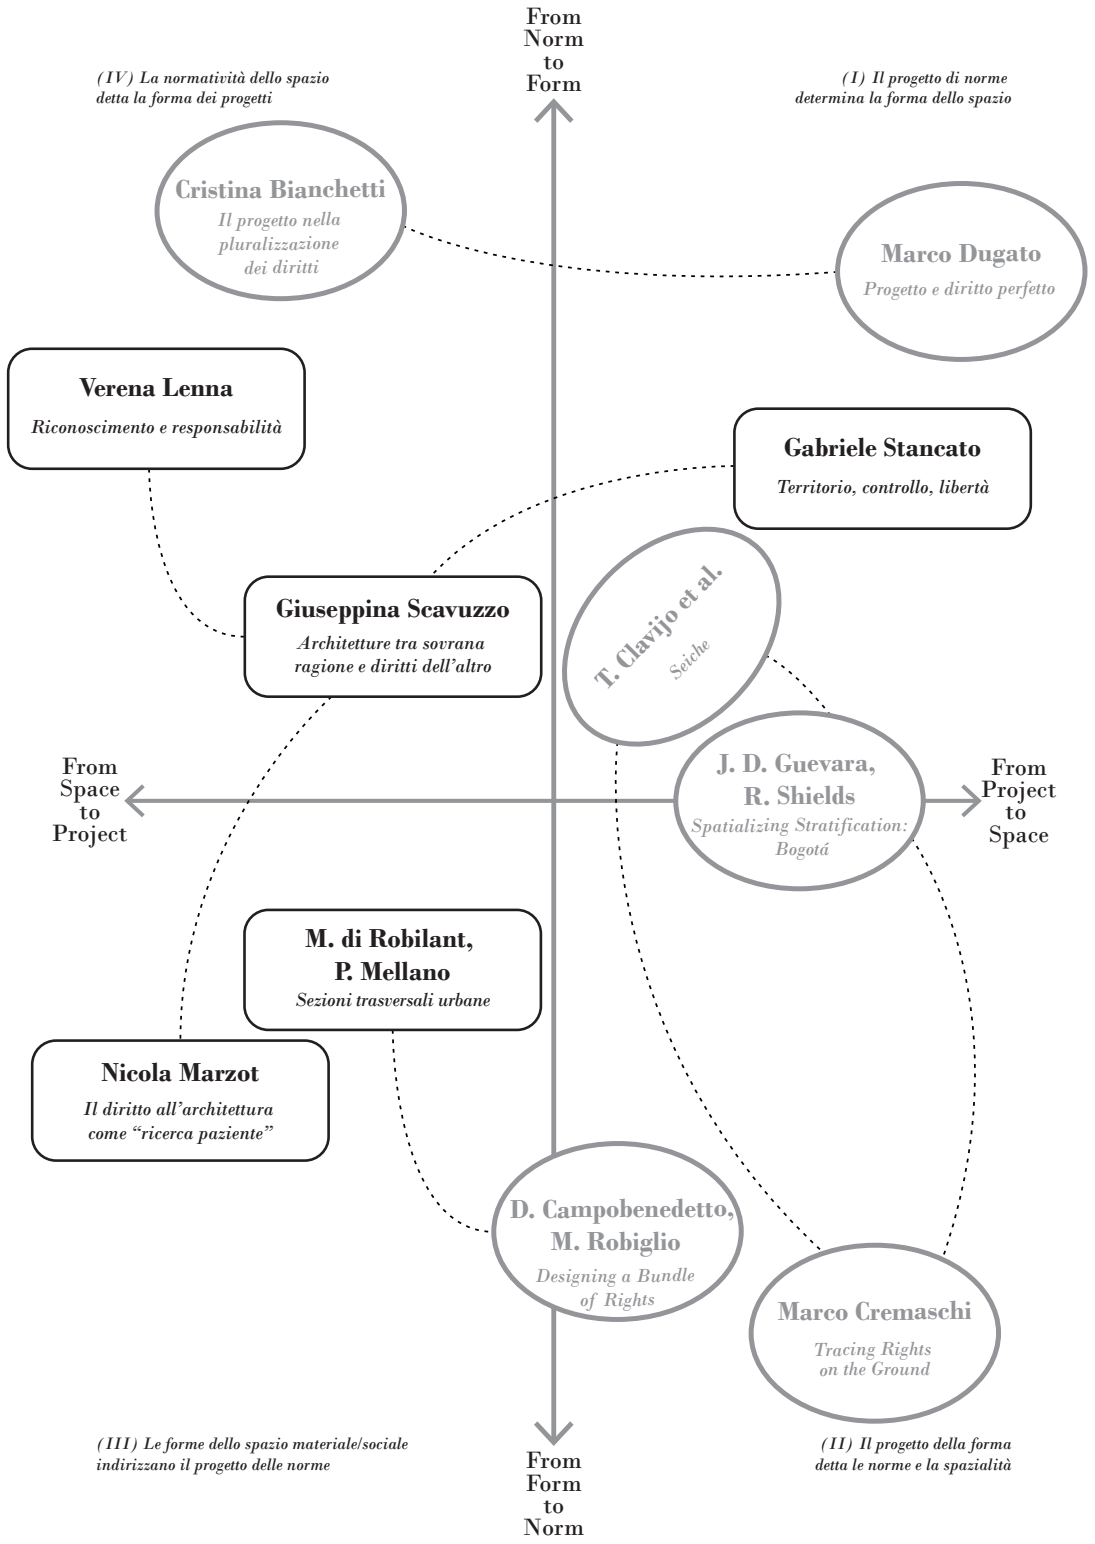 From
Norm
to
Form
(IV) La normatività dello spazio
detta la forma dei progetti
(I) Il progetto di norme
determina la forma dello spazio
Cristina Bianchetti
Il progetto nella
pluralizzazione
dei diritti
Marco Dugato
Progetto e diritto perfetto
Verena Lenna
Riconoscimento e responsabilità
Gabriele Stancato
Territorio, controllo, libertà
T. Clavijo et al.
Seiche
Giuseppina Scavuzzo
Architetture tra sovrana
ragione e diritti dell'altro
From
Space
to
Project
J. D. Guevara,
R. Shields
Spatializing Stratification:
Bogotá
From
Project
to
Space
M. di Robilant,
P. Mellano
Sezioni trasversali urbane
Nicola Marzot
Il diritto all'architettura
come “ricerca paziente”
D. Campobenedetto,
M. Robiglio
Designing a Bundle
of Rights
Marco Cremaschi
Tracing Rights
on the Ground
(III) Le forme dello spazio materiale/sociale
indirizzano il progetto delle norme
(II) Il progetto della forma
detta le norme e la spazialità
From
Form
to
Norm